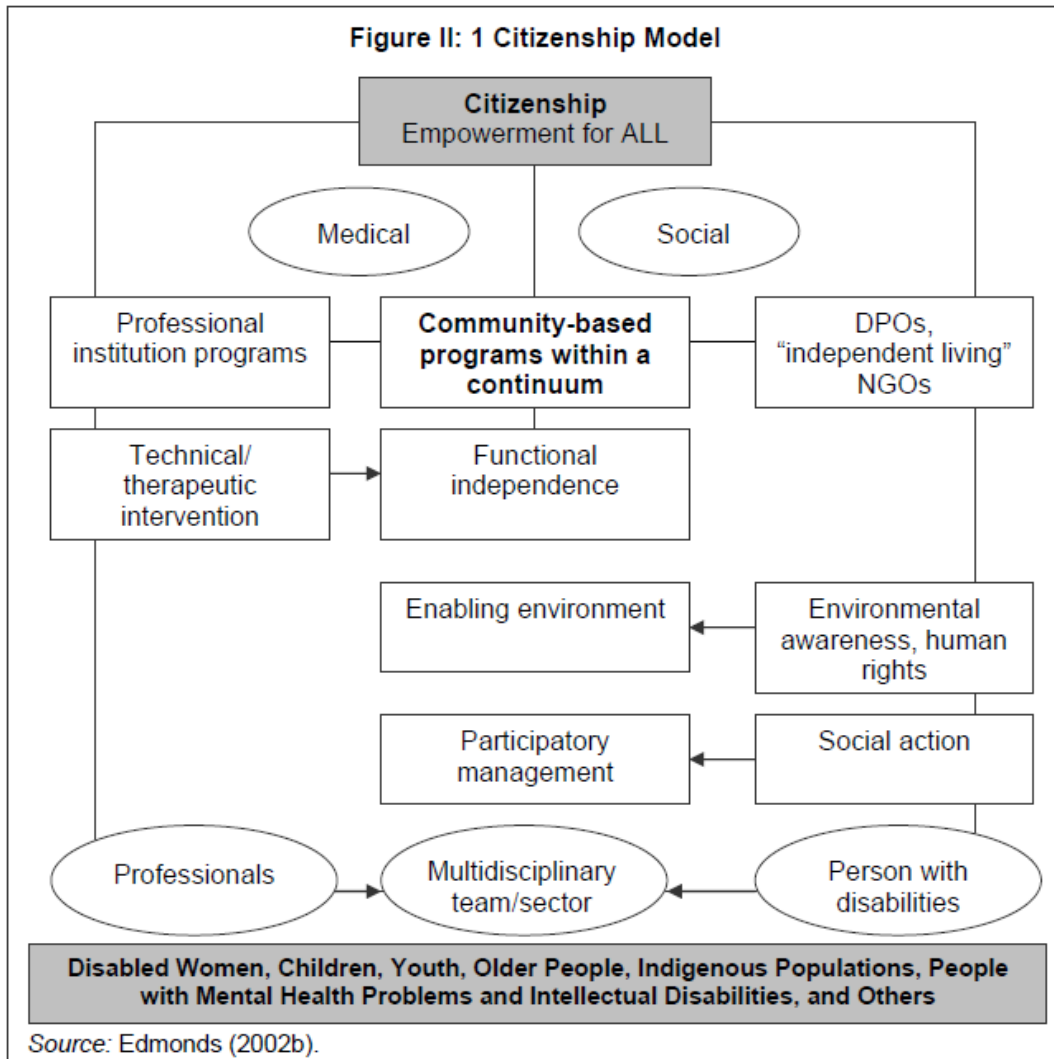 Figure II: 1 Citizenship Model
Citizenship
Empowerment for ALL
Medical
Social
Professional
institution programs
Community-based
programs within a
continuum
DPOs,
“independent living”
NGOs
Technical/
therapeutic
intervention
Functional
independence
Enabling environment
Environmental
awareness, human
rights
Participatory
management
Social action
Professionals
Multidisciplinary
team/sector
Person with
disabilities
Disabled Women, Children, Youth, Older People, Indigenous Populations, People
with Mental Health Problems and Intellectual Disabilities, and Others
Source: Edmonds (2002b).